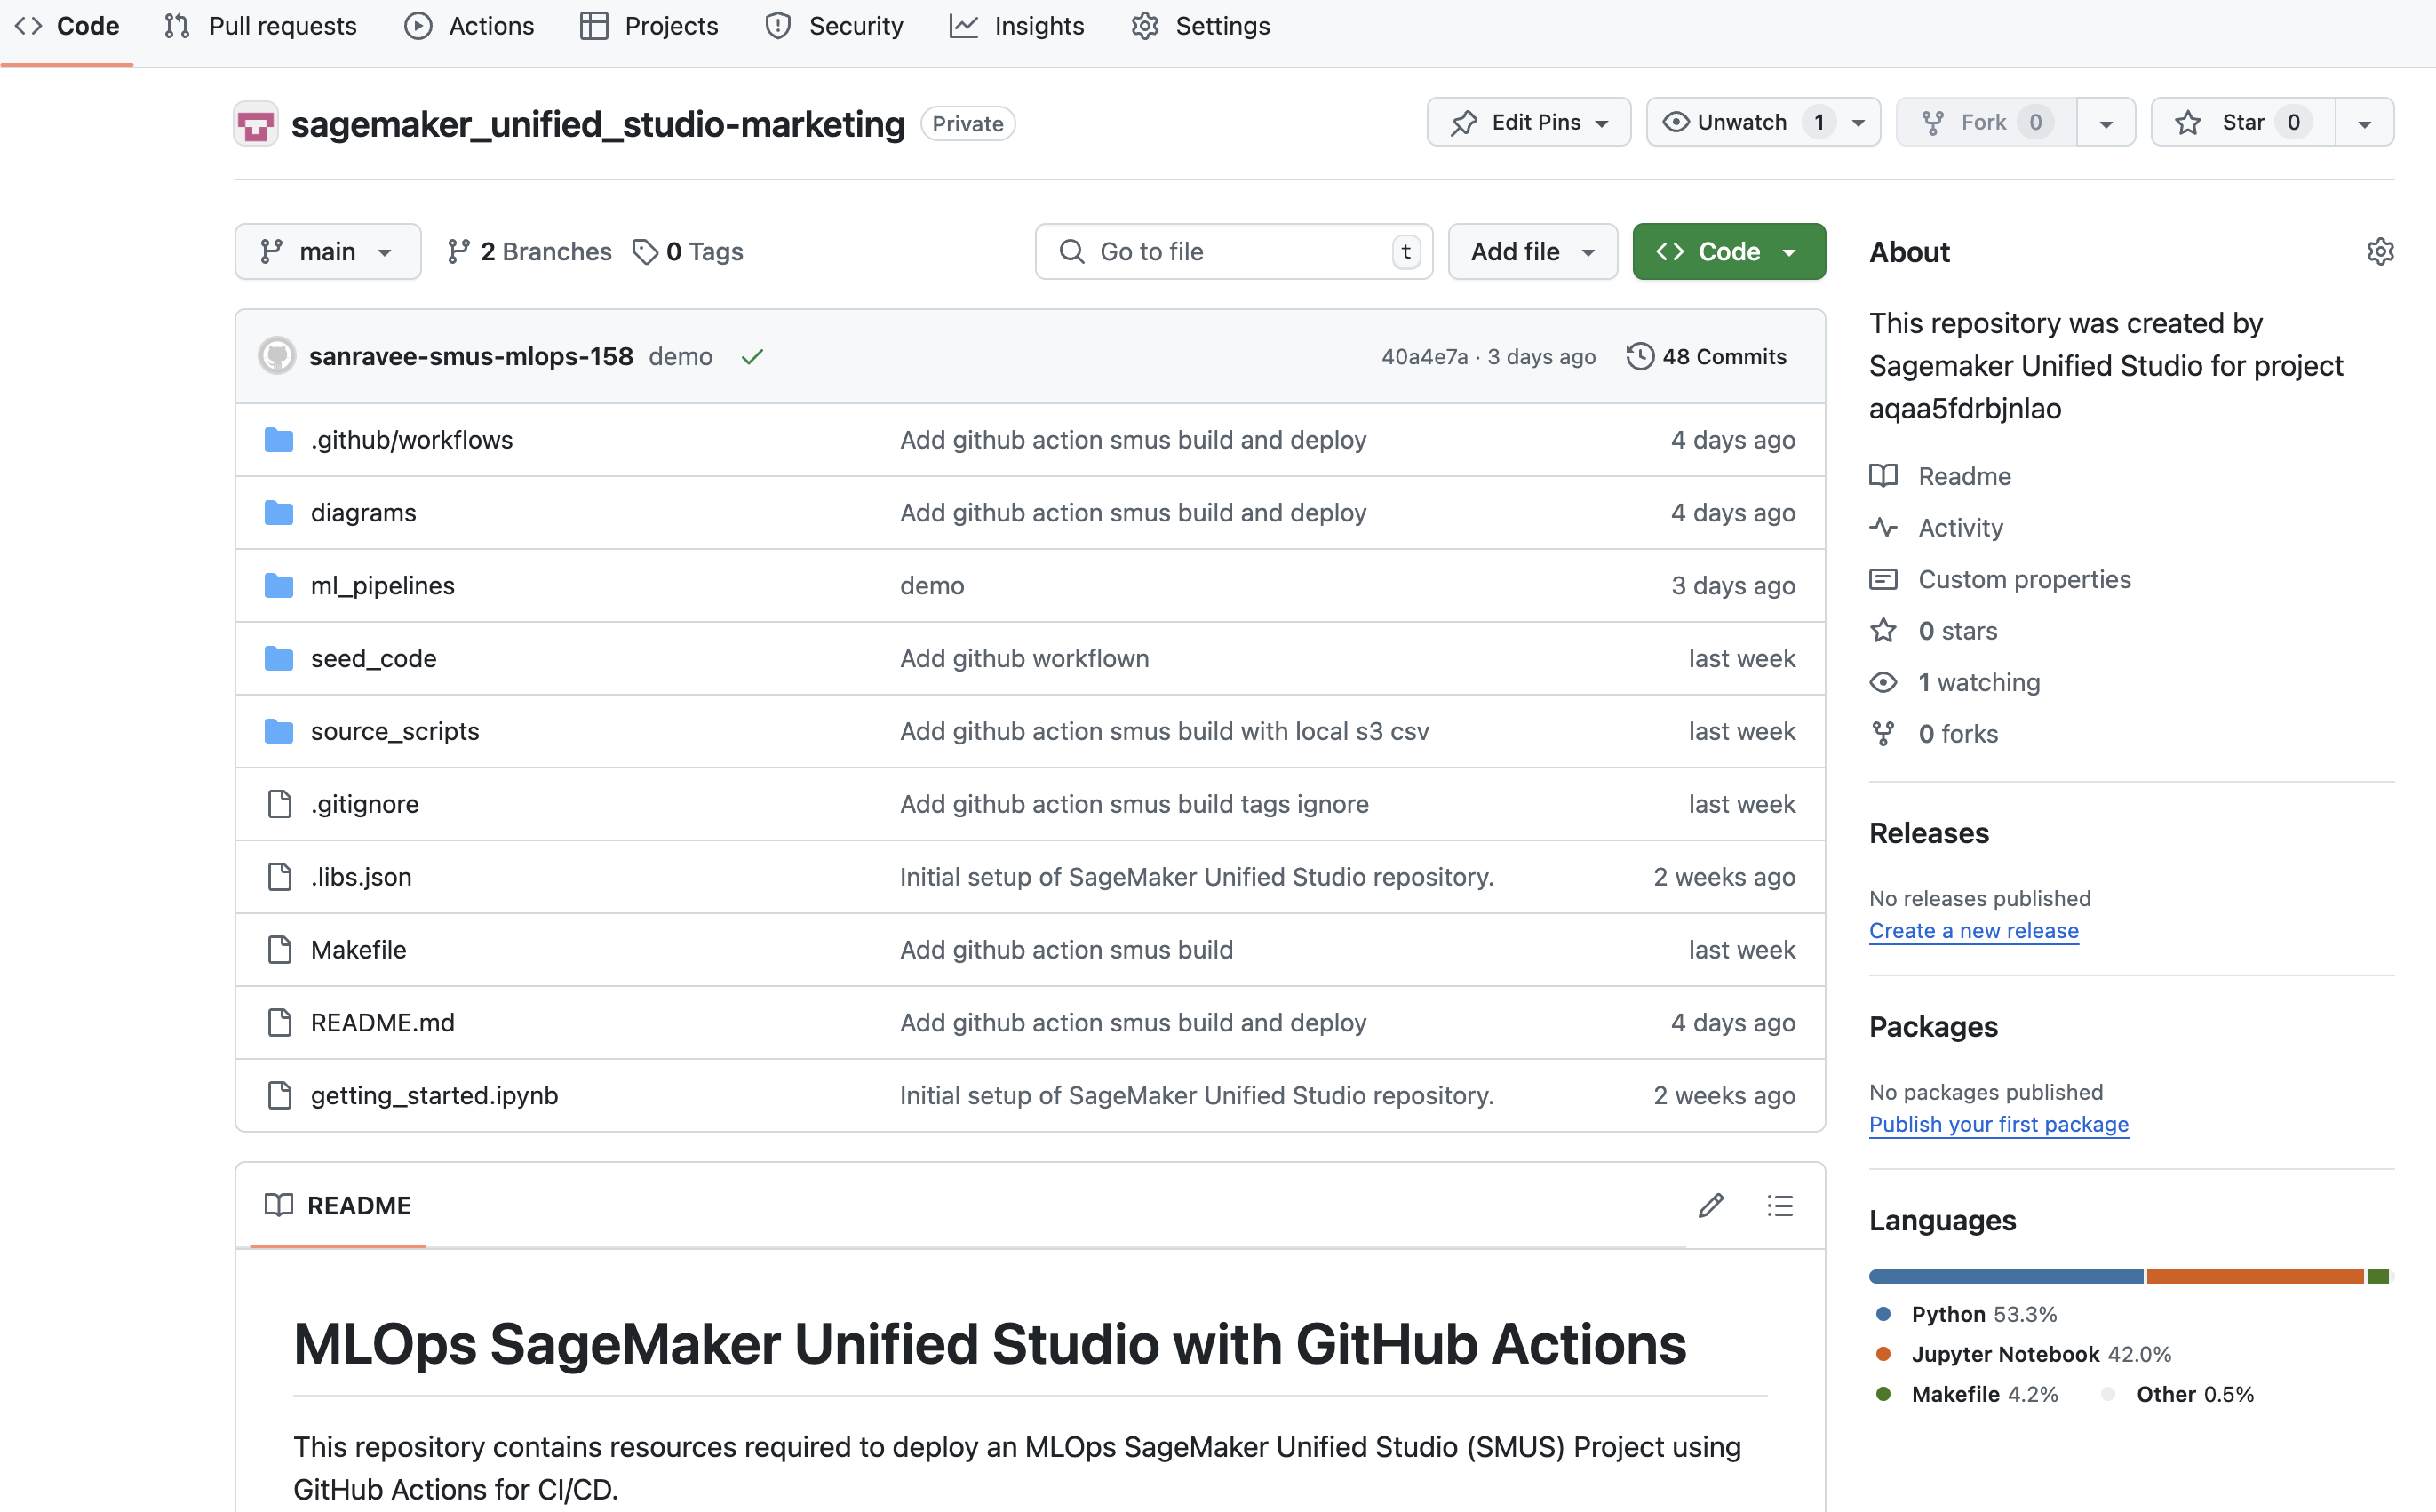 Code Pull requests Actions Projects Security Insights Settings
sagemaker_unified_studio-marketing Private Edit Pins Unwatch 1 Fork 0 Star 0
main 2 Branches 0 Tags Go to file t Add file Code
sanravee-smus-mlops-158 demo 40a4e7a · 3 days ago 48 Commits
.github/workflows Add github action smus build and deploy 4 days ago
diagrams Add github action smus build and deploy 4 days ago
ml_pipelines demo 3 days ago
seed_code Add github workflown last week
source_scripts Add github action smus build with local s3 csv last week
.gitignore Add github action smus build tags ignore last week
.libs.json Initial setup of SageMaker Unified Studio repository. 2 weeks ago
Makefile Add github action smus build last week
README.md Add github action smus build and deploy 4 days ago
getting_started.ipynb Initial setup of SageMaker Unified Studio repository. 2 weeks ago
README
MLOps SageMaker Unified Studio with GitHub Actions
This repository contains resources required to deploy an MLOps SageMaker Unified Studio (SMUS) Project using
GitHub Actions for CI/CD.
About
This repository was created by
Sagemaker Unified Studio for project
aqaa5fdrbjnlao
Readme
Activity
Custom properties
0 stars
1 watching
0 forks
Releases
No releases published
Create a new release
Packages
No packages published
Publish your first package
Languages
Python 53.3%
Jupyter Notebook 42.0%
Makefile 4.2% Other 0.5%